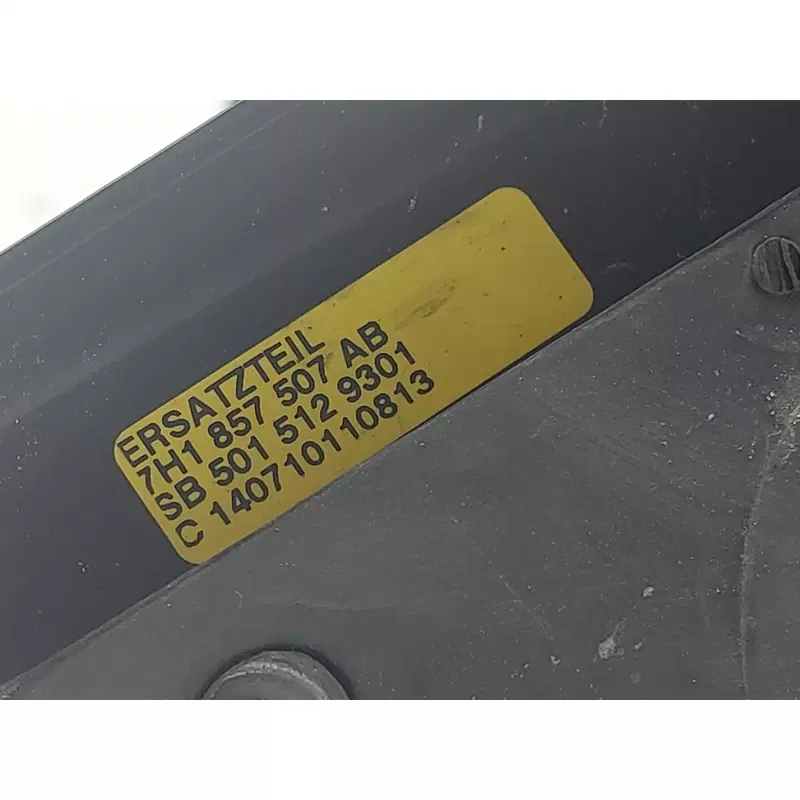 ERSATZTEIL
7H1 857 507 AB
SB 501 512 9301
C 140710110813